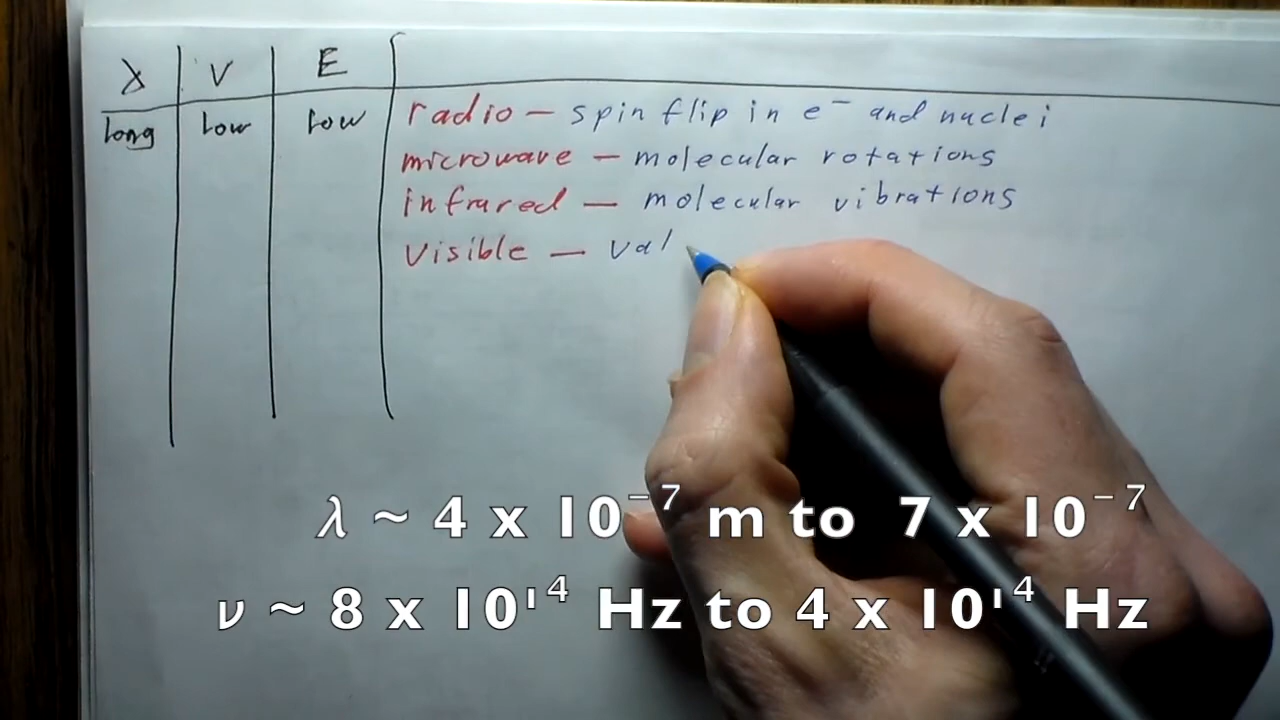 λ ν E
long low low radio — spin flip in e⁻ and nuclei
microwave — molecular rotations
infrared — molecular vibrations
visible — val
λ ~ 4 x 10⁻⁷ m to 7 x 10⁻⁷
ν ~ 8 x 10¹⁴ Hz to 4 x 10¹⁴ Hz